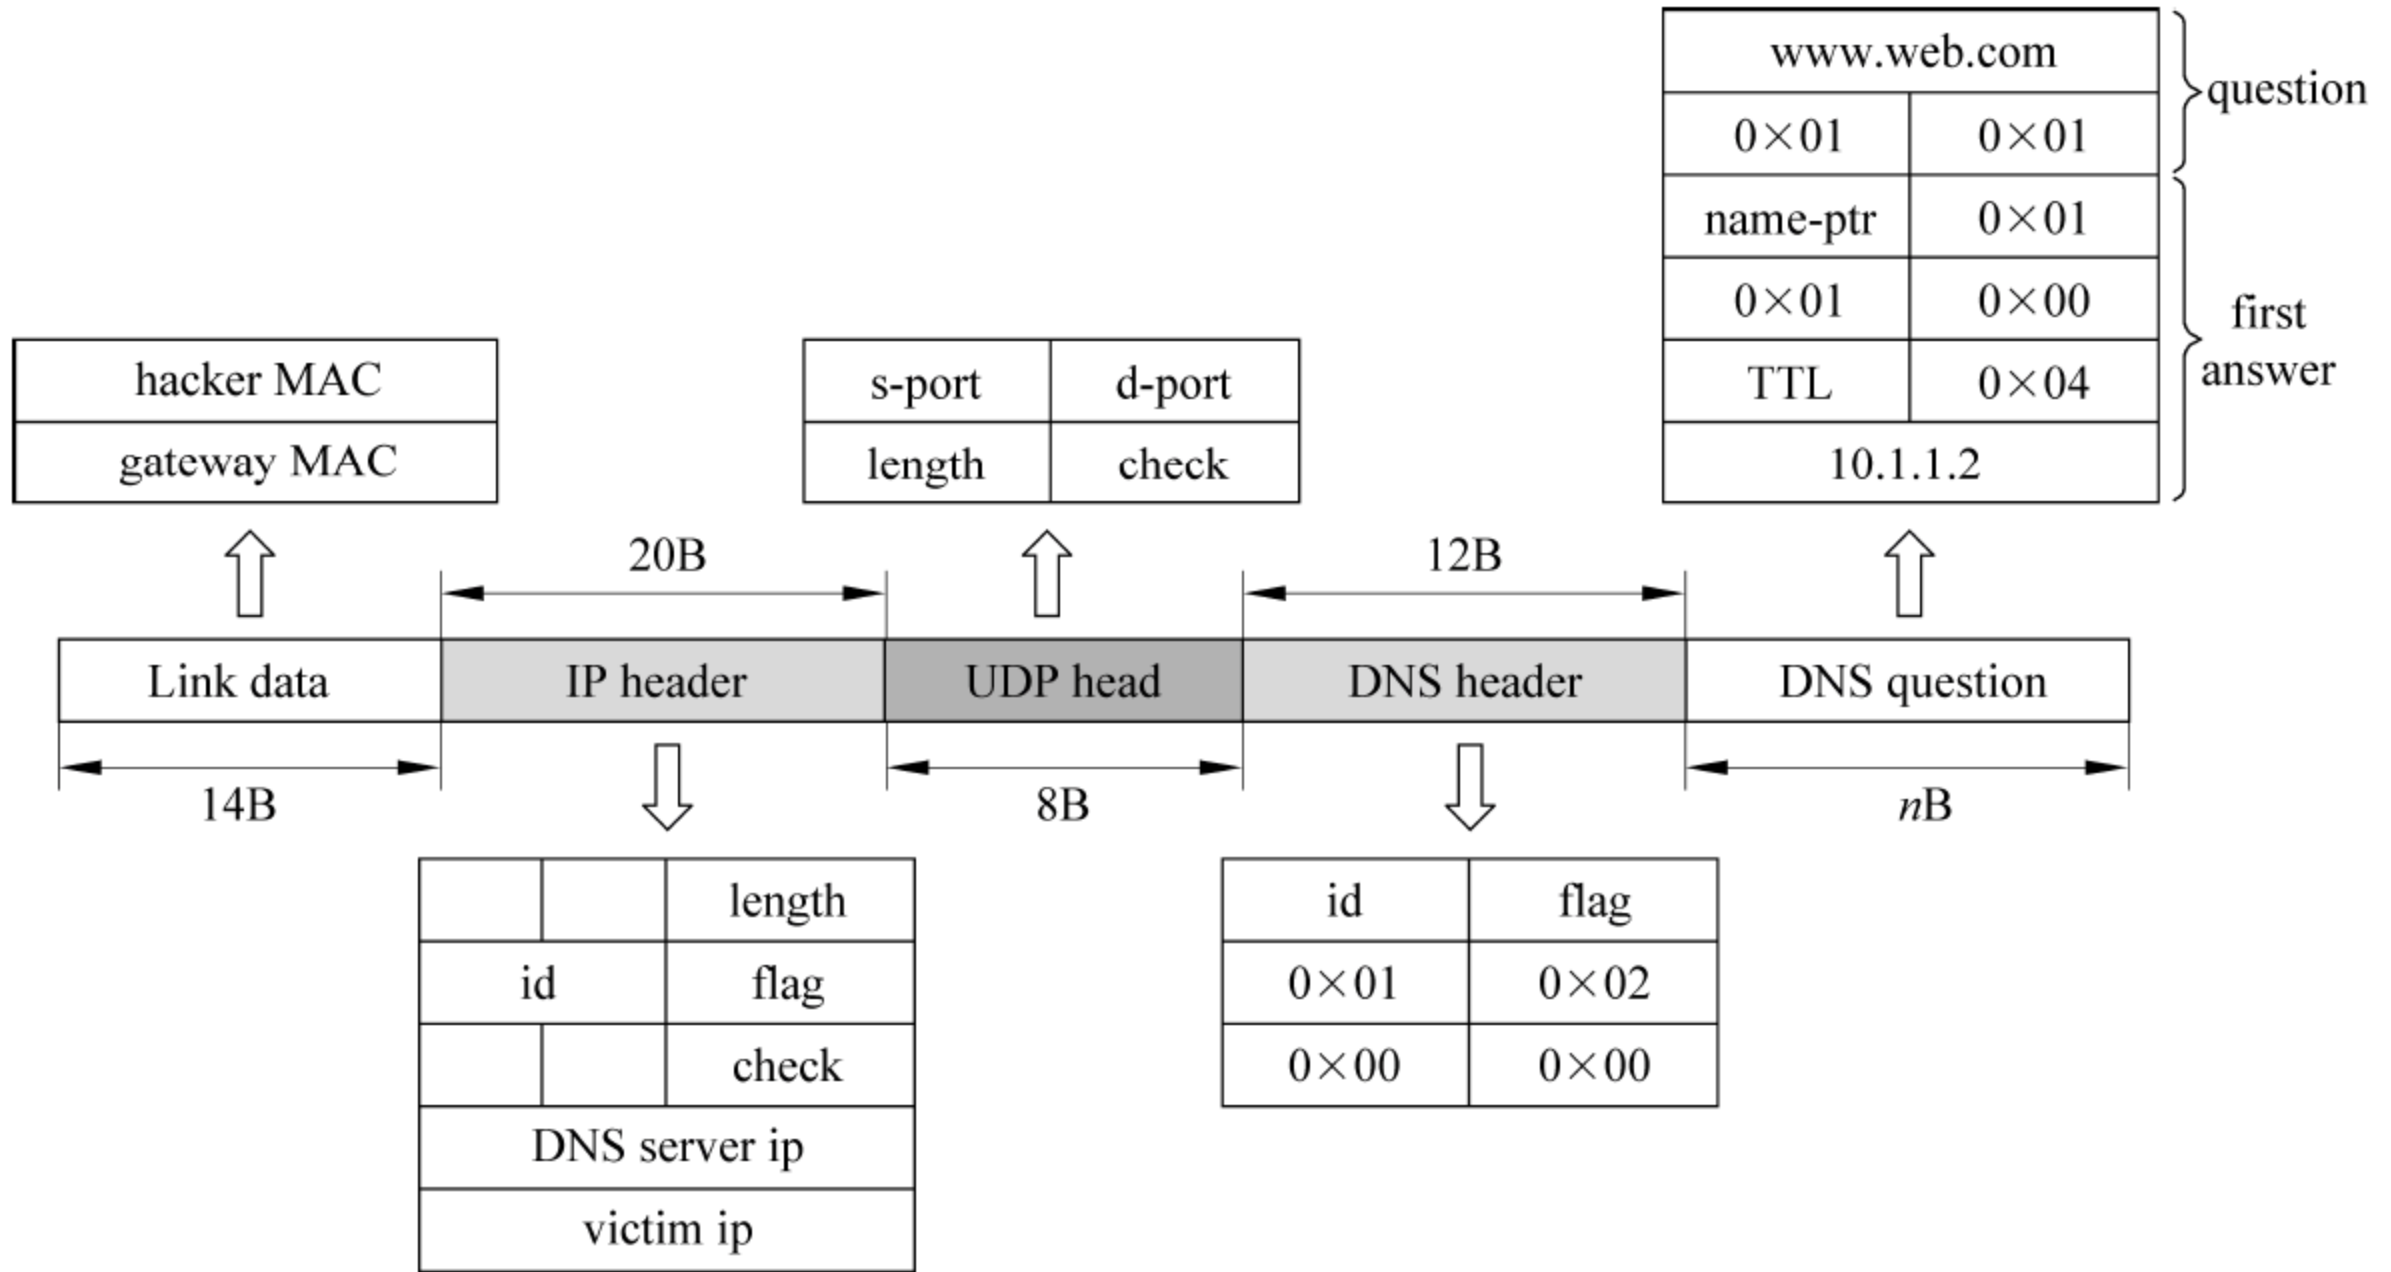 www.web.com
0×01 0×01
question
name-ptr 0×01
0×01 0×00
TTL 0×04
10.1.1.2
first
answer
hacker MAC
gateway MAC
s-port d-port
length check
20B
12B
Link data IP header UDP head DNS header DNS question
14B
8B
nB
length
id flag
check
DNS server ip
victim ip
id flag
0×01 0×02
0×00 0×00